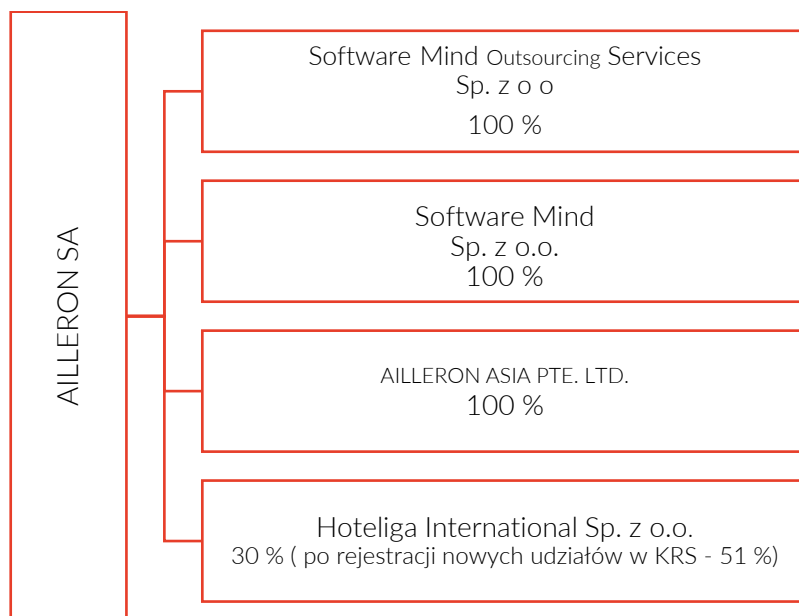 AILLERON SA
Software Mind Outsourcing Services
Sp. z o o
100 %
Software Mind
Sp. z o.o.
100 %
AILLERON ASIA PTE. LTD.
100 %
Hoteliga International Sp. z o.o.
30 % ( po rejestracji nowych udziałów w KRS - 51 %)